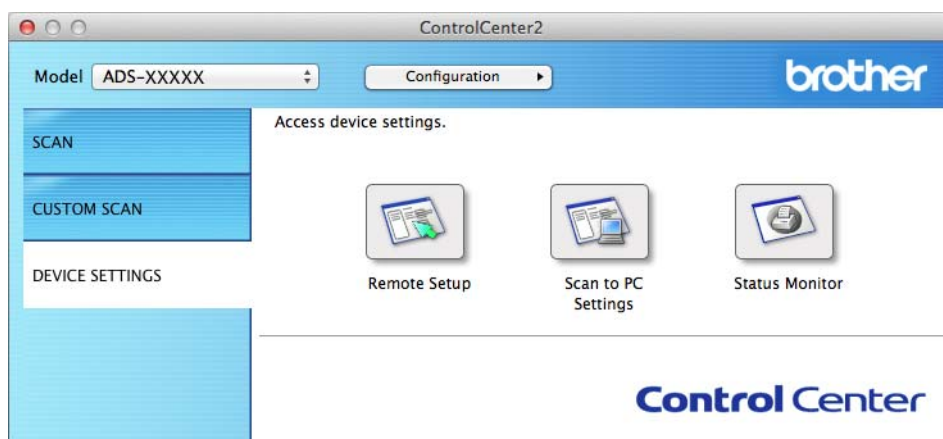 ControlCenter2
Model ADS-XXXXX Configuration brother
SCAN
CUSTOM SCAN
DEVICE SETTINGS
Access device settings.
Remote Setup
Scan to PC
Settings
Status Monitor
Control Center